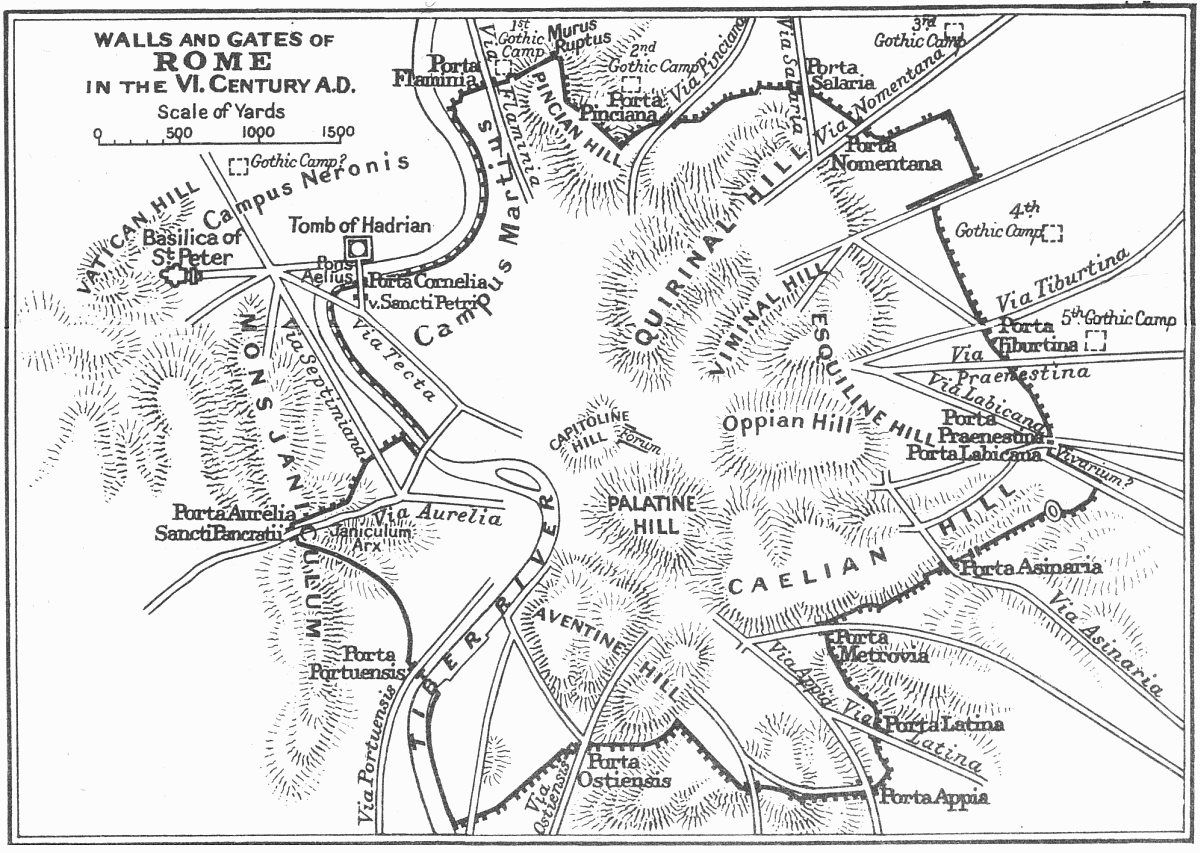 WALLS AND GATES OF
ROME
IN THE VI. CENTURY A.D.
Scale of Yards
0 500 1000 1500
Gothic Camp?
Campus Neronis
VATICAN HILL
Basilica of
St. Peter
Tomb of Hadrian
Pons
Aelius
Porta Cornelia
v. Sancti Petri
Porta
Flaminia
Via Flaminia
1st
Gothic
Camp
Murus
Ruptus
2nd
Gothic Camp
PINCIAN HILL
Porta
Pinciana
Via Pinciana
Via Salaria
Porta
Salaria
3rd
Gothic Camp
Via Nomentana
Porta
Nomentana
Campus Martius
QUIRINAL HILL
VIMINAL HILL
ESQUILINE HILL
4th
Gothic Camp
Via Tiburtina
Porta
Tiburtina
5th Gothic Camp
Via
Praenestina
Via Labicana
Porta
Praenestina
Porta Labicana
Vivarium?
MONS JANICULUM
Via Septimiana
Via Tecta
CAPITOLINE
HILL
Forum
Oppian Hill
PALATINE
HILL
Porta Aurelia
Sancti Pancratii
Via Aurelia
Janiculum
Arx
TIBER RIVER
CAELIAN HILL
Porta Asinaria
Via Asinaria
AVENTINE HILL
Porta
Metrovia
Porta
Portuensis
Via Portuensis
Via Appia
Via Latina
Porta Latina
Porta
Ostiensis
Via
Ostiensis
Porta Appia